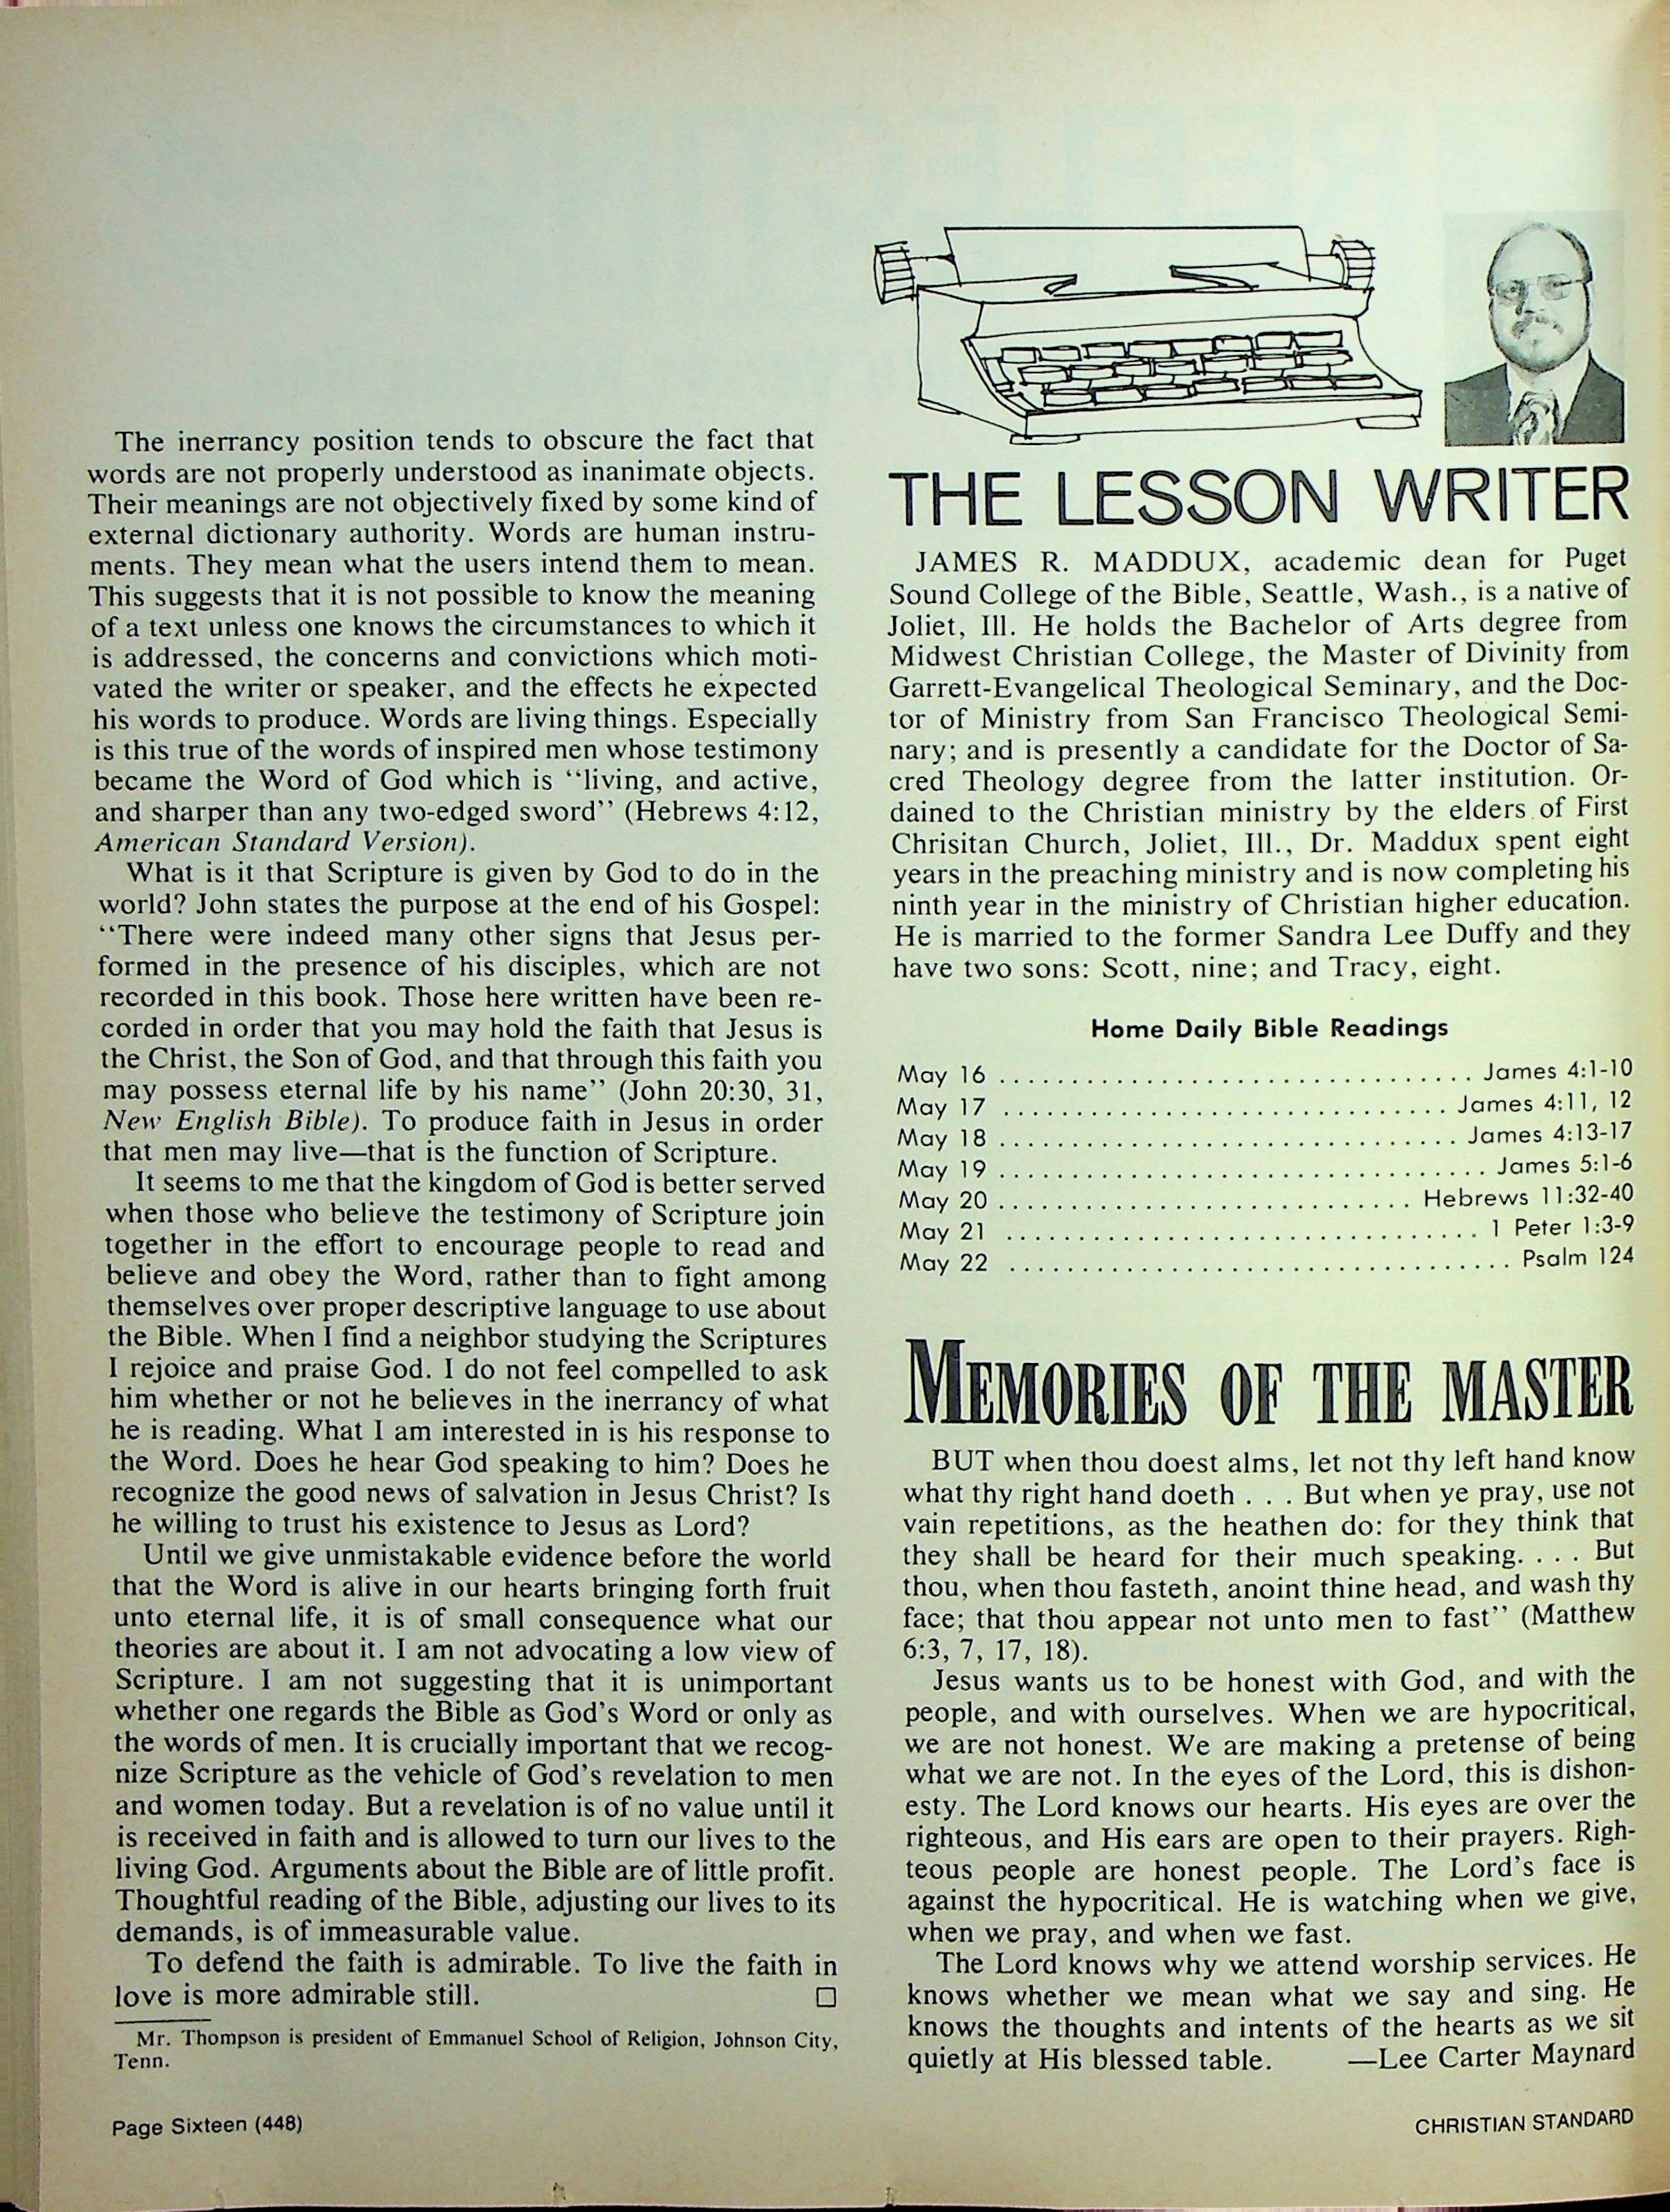 The inerrancy position tends to obscure the fact that
words are not properly understood as inanimate objects.
Their meanings are not objectively fixed by some kind of
external dictionary authority. Words are human instru-
ments. They mean what the users intend them to mean.
This suggests that it is not possible to know the meaning
of a text unless one knows the circumstances to which it
is addressed, the concerns and convictions which moti-
vated the writer or speaker, and the effects he expected
his words to produce. Words are living things. Especially
is this true of the words of inspired men whose testimony
became the Word of God which is “living, and active,
and sharper than any two-edged sword” (Hebrews 4:12,
American Standard Version).
What is it that Scripture is given by God to do in the
world? John states the purpose at the end of his Gospel:
“There were indeed many other signs that Jesus per-
formed in the presence of his disciples, which are not
recorded in this book. Those here written have been re-
corded in order that you may hold the faith that Jesus is
the Christ, the Son of God, and that through this faith you
may possess eternal life by his name” (John 20:30, 31,
New English Bible). To produce faith in Jesus in order
that men may live—that is the function of Scripture.
It seems to me that the kingdom of God is better served
when those who believe the testimony of Scripture join
together in the effort to encourage people to read and
believe and obey the Word, rather than to fight among
themselves over proper descriptive language to use about
the Bible. When I find a neighbor studying the Scriptures
I rejoice and praise God. I do not feel compelled to ask
him whether or not he believes in the inerrancy of what
he is reading. What I am interested in is his response to
the Word. Does he hear God speaking to him? Does he
recognize the good news of salvation in Jesus Christ? Is
he willing to trust his existence to Jesus as Lord?
Until we give unmistakable evidence before the world
that the Word is alive in our hearts bringing forth fruit
unto eternal life, it is of small consequence what our
theories are about it. I am not advocating a low view of
Scripture. I am not suggesting that it is unimportant
whether one regards the Bible as God's Word or only as
the words of men. It is crucially important that we recog-
nize Scripture as the vehicle of God's revelation to men
and women today. But a revelation is of no value until it
is received in faith and is allowed to turn our lives to the
living God. Arguments about the Bible are of little profit.
Thoughtful reading of the Bible, adjusting our lives to its
demands, is of immeasurable value.
To defend the faith is admirable. To live the faith in
love is more admirable still. □
Mr. Thompson is president of Emmanuel School of Religion, Johnson City,
Tenn.
Page Sixteen (448)
THE LESSON WRITER
JAMES R. MADDUX, academic dean for Puget
Sound College of the Bible, Seattle, Wash., is a native of
Joliet, Ill. He holds the Bachelor of Arts degree from
Midwest Christian College, the Master of Divinity from
Garrett-Evangelical Theological Seminary, and the Doc-
tor of Ministry from San Francisco Theological Semi-
nary; and is presently a candidate for the Doctor of Sa-
cred Theology degree from the latter institution. Or-
dained to the Christian ministry by the elders of First
Chrisitan Church, Joliet, Ill., Dr. Maddux spent eight
years in the preaching ministry and is now completing his
ninth year in the ministry of Christian higher education.
He is married to the former Sandra Lee Duffy and they
have two sons: Scott, nine; and Tracy, eight.
Home Daily Bible Readings
May 16 ................................. James 4:1-10
May 17 ............................... James 4:11, 12
May 18 ................................ James 4:13-17
May 19 .................................. James 5:1-6
May 20 ............................. Hebrews 11:32-40
May 21 ................................. 1 Peter 1:3-9
May 22 ................................... Psalm 124
MEMORIES OF THE MASTER
BUT when thou doest alms, let not thy left hand know
what thy right hand doeth . . . But when ye pray, use not
vain repetitions, as the heathen do: for they think that
they shall be heard for their much speaking. . . . But
thou, when thou fasteth, anoint thine head, and wash thy
face; that thou appear not unto men to fast” (Matthew
6:3, 7, 17, 18).
Jesus wants us to be honest with God, and with the
people, and with ourselves. When we are hypocritical,
we are not honest. We are making a pretense of being
what we are not. In the eyes of the Lord, this is dishon-
esty. The Lord knows our hearts. His eyes are over the
righteous, and His ears are open to their prayers. Righ-
teous people are honest people. The Lord's face is
against the hypocritical. He is watching when we give,
when we pray, and when we fast.
The Lord knows why we attend worship services. He
knows whether we mean what we say and sing. He
knows the thoughts and intents of the hearts as we sit
quietly at His blessed table. —Lee Carter Maynard
CHRISTIAN STANDARD